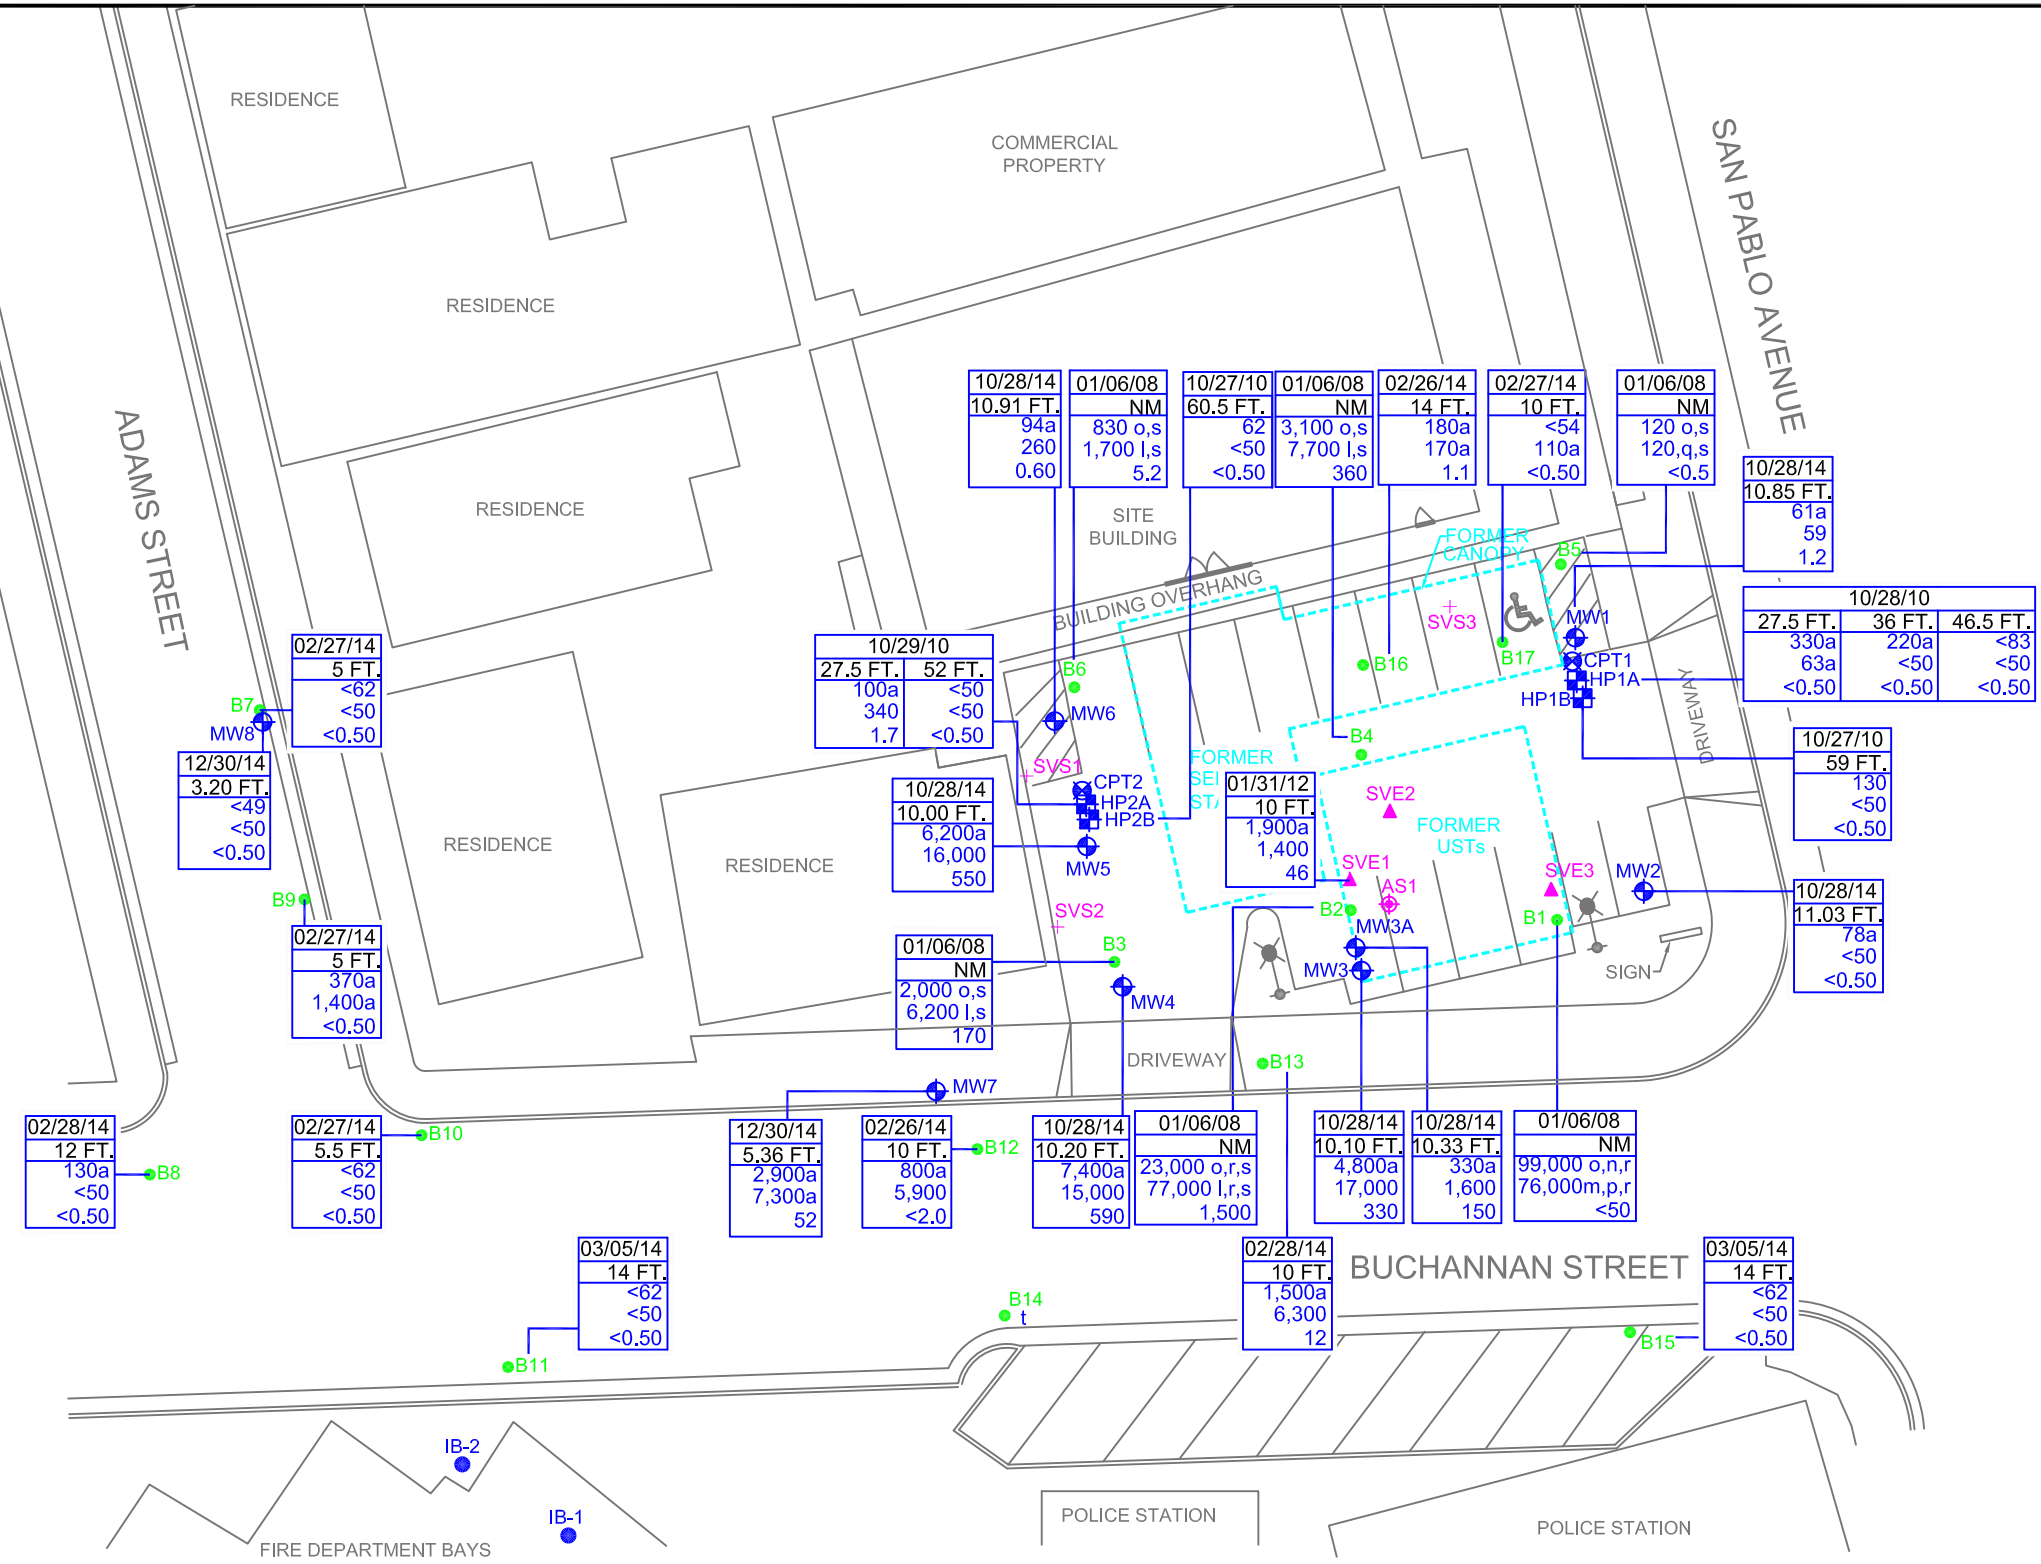 RESIDENCE
COMMERCIAL
PROPERTY
SAN PABLO AVENUE
RESIDENCE
ADAMS STREET
RESIDENCE
10/28/14
10.91 FT.
94a
260
0.60
01/06/08
NM
830 o,s
1,700 l,s
5.2
10/27/10
60.5 FT.
62
<50
<0.50
01/06/08
NM
3,100 o,s
7,700 l,s
360
02/26/14
14 FT.
180a
170a
1.1
02/27/14
10 FT.
<54
110a
<0.50
01/06/08
NM
120 o,s
120,q,s
<0.5
10/28/14
10.85 FT.
61a
59
1.2
SITE
BUILDING
FORMER
CANOPY
B5
BUILDING OVERHANG
SVS3
MW1
10/28/10
27.5 FT. 36 FT. 46.5 FT.
330a 220a <83
63a <50 <50
<0.50 <0.50 <0.50
02/27/14
5 FT.
<62
<50
<0.50
10/29/10
27.5 FT. 52 FT.
100a <50
340 <50
1.7 <0.50
B6
B16
B17
CPT1
HP1A
HP1B
DRIVEWAY
B7
MW8
MW6
B4
12/30/14
3.20 FT.
<49
<50
<0.50
10/27/10
59 FT.
130
<50
<0.50
SVS1
CPT2
HP2A
HP2B
FORMER
10/28/14
10.00 FT.
6,200a
16,000
550
01/31/12
10 FT.
1,900a
1,400
46
SVE2
FORMER
USTs
RESIDENCE
RESIDENCE
MW5
SVE1
AS1
SVE3
MW2
B9
10/28/14
11.03 FT.
78a
<50
<0.50
SVS2
B2
B1
MW3A
MW3
SIGN
02/27/14
5 FT.
370a
1,400a
<0.50
01/06/08
NM
2,000 o,s
6,200 l,s
170
B3
MW4
DRIVEWAY
B13
MW7
02/28/14
12 FT.
130a
<50
<0.50
B8
02/27/14
5.5 FT.
<62
<50
<0.50
B10
12/30/14
5.36 FT.
2,900a
7,300a
52
02/26/14
10 FT.
800a
5,900
<2.0
B12
10/28/14
10.20 FT.
7,400a
15,000
590
01/06/08
NM
23,000 o,r,s
77,000 l,r,s
1,500
10/28/14
10.10 FT.
4,800a
17,000
330
10/28/14
10.33 FT.
330a
1,600
150
01/06/08
NM
99,000 o,n,r
76,000m,p,r
<50
03/05/14
14 FT.
<62
<50
<0.50
B11
02/28/14
10 FT.
1,500a
6,300
12
BUCHANNAN STREET
03/05/14
14 FT.
<62
<50
<0.50
B14
t
B15
IB-2
IB-1
FIRE DEPARTMENT BAYS
POLICE STATION
POLICE STATION